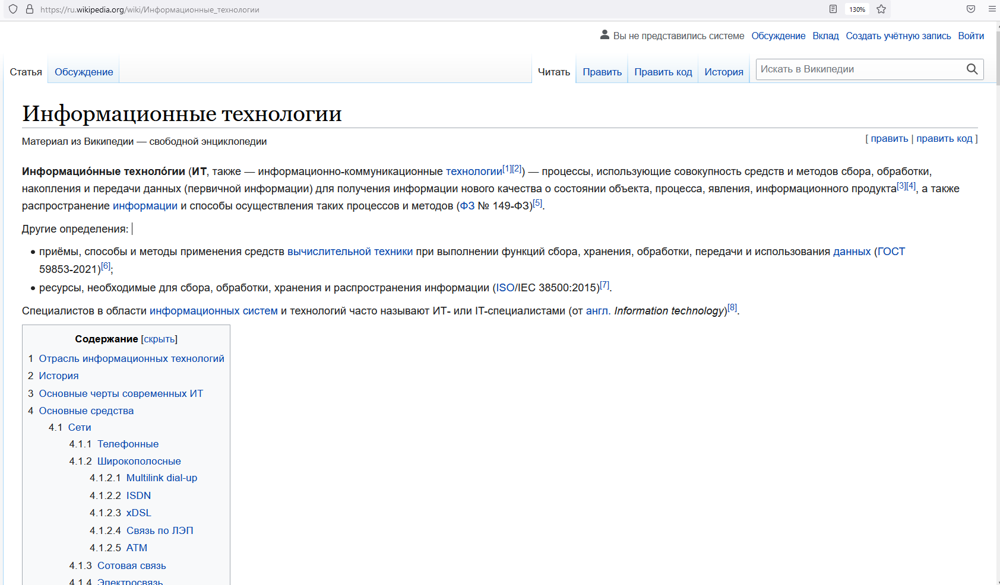 https://ru.wikipedia.org/wiki/Информационные_технологии
130%
Вы не представились системе Обсуждение Вклад Создать учётную запись Войти
Статья Обсуждение Читать Править Править код История Искать в Википедии
Информационные технологии
Материал из Википедии — свободной энциклопедии
[ править | править код ]
Информацио́нные техноло́гии (ИТ, также — информационно-коммуникационные технологии[1][2]) — процессы, использующие совокупность средств и методов сбора, обработки,
накопления и передачи данных (первичной информации) для получения информации нового качества о состоянии объекта, процесса, явления, информационного продукта[3][4], а также
распространение информации и способы осуществления таких процессов и методов (ФЗ № 149-ФЗ)[5].
Другие определения:
• приёмы, способы и методы применения средств вычислительной техники при выполнении функций сбора, хранения, обработки, передачи и использования данных (ГОСТ
59853-2021)[6];
• ресурсы, необходимые для сбора, обработки, хранения и распространения информации (ISO/IEC 38500:2015)[7].
Специалистов в области информационных систем и технологий часто называют ИТ- или IT-специалистами (от англ. Information technology)[8].
Содержание [скрыть]
1 Отрасль информационных технологий
2 История
3 Основные черты современных ИТ
4 Основные средства
4.1 Сети
4.1.1 Телефонные
4.1.2 Широкополосные
4.1.2.1 Multilink dial-up
4.1.2.2 ISDN
4.1.2.3 xDSL
4.1.2.4 Связь по ЛЭП
4.1.2.5 ATM
4.1.3 Сотовая связь
4.1.4 Электросвязь